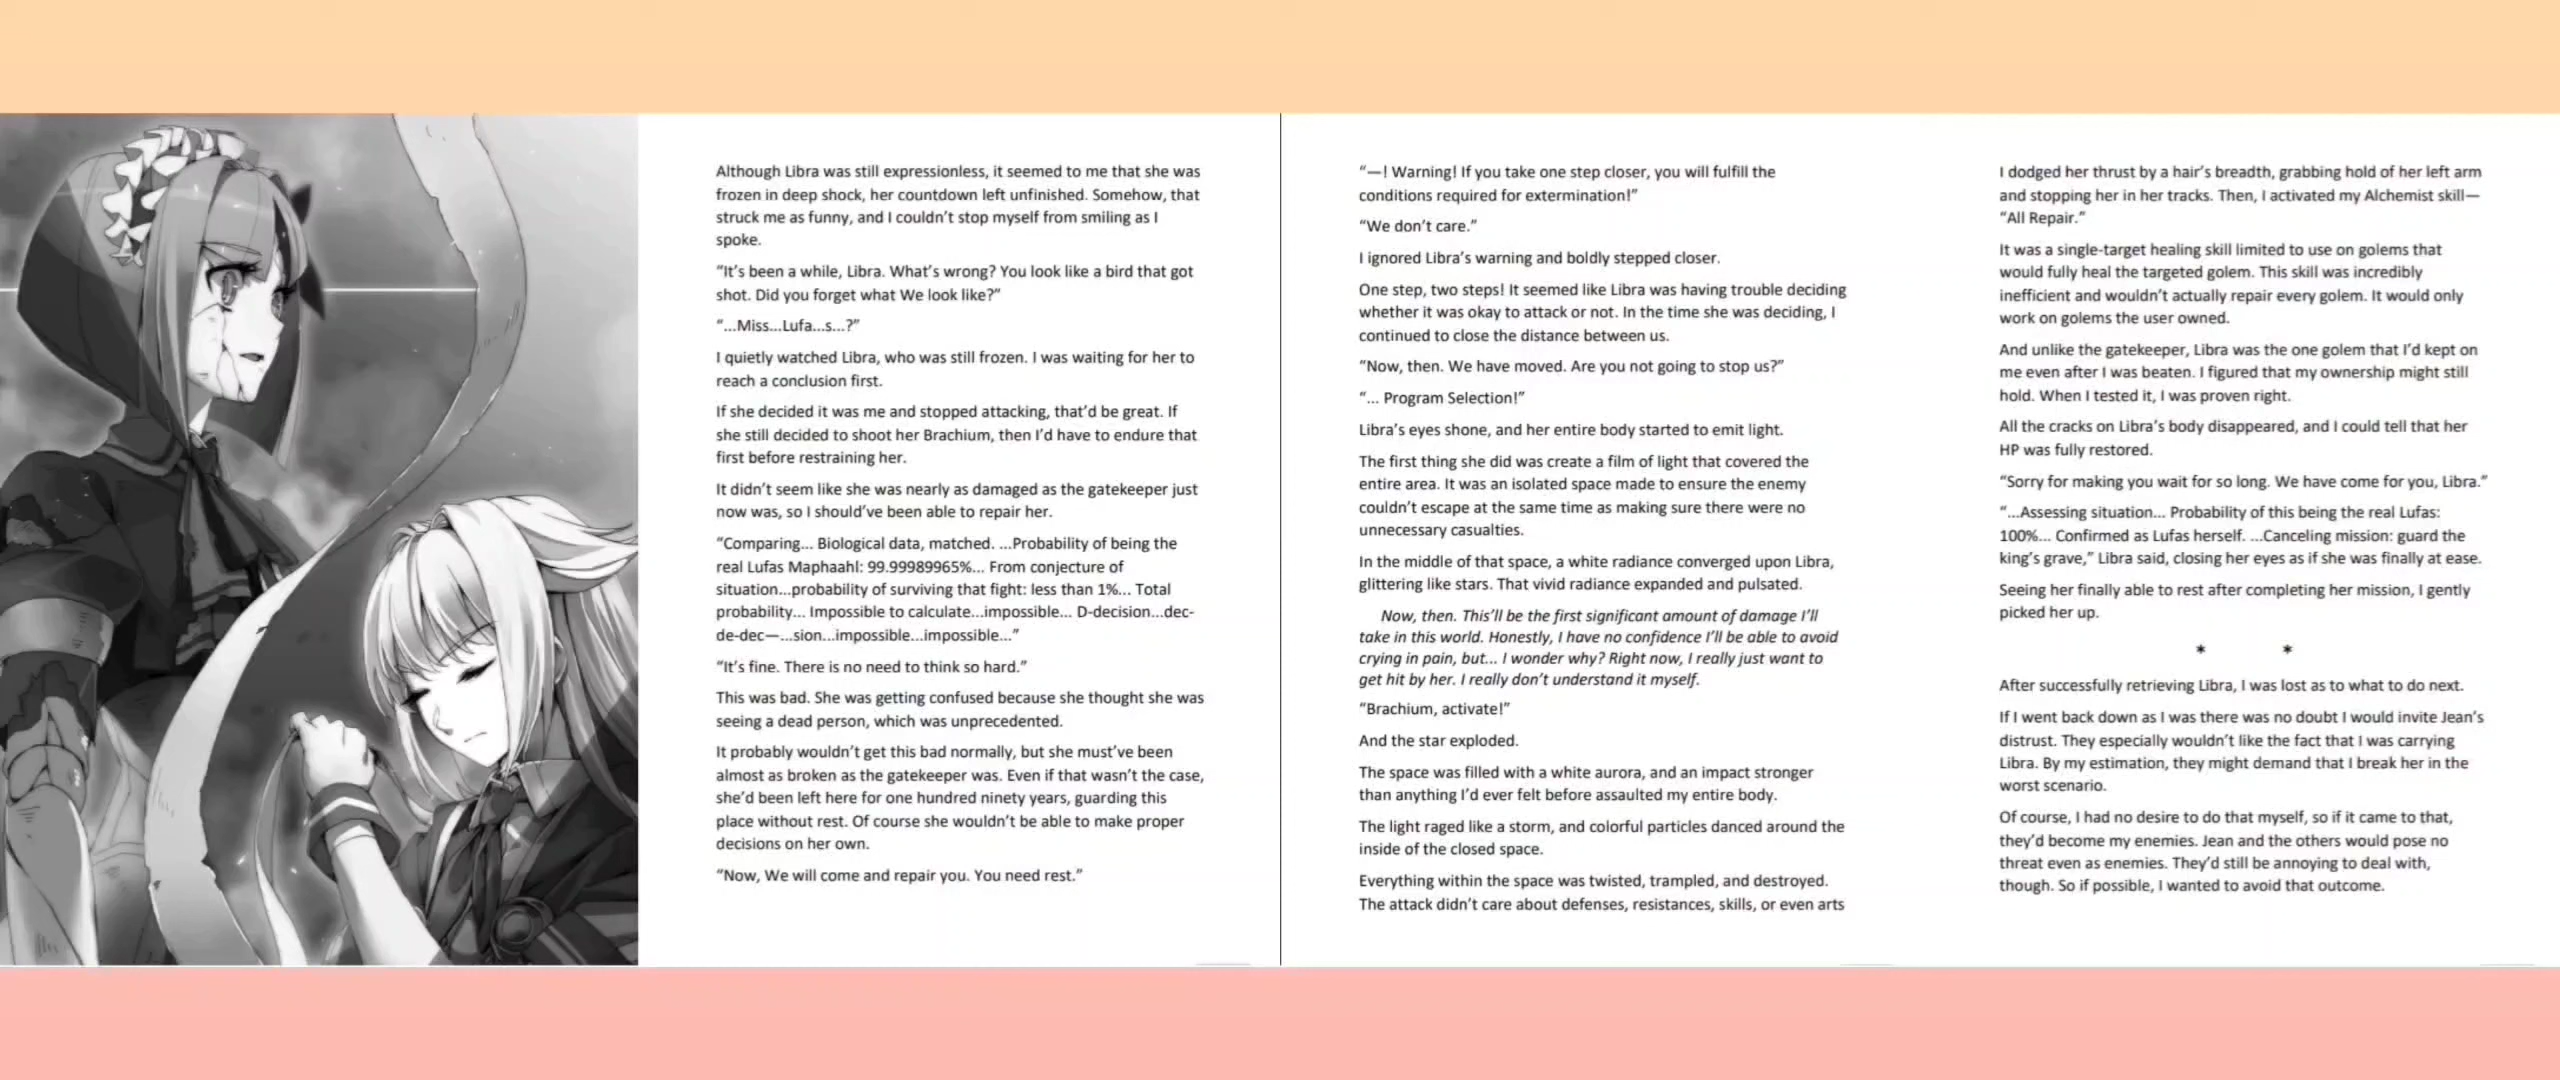 Although Libra was still expressionless, it seemed to me that she was
frozen in deep shock, her countdown left unfinished. Somehow, that
struck me as funny, and I couldn’t stop myself from smiling as I
spoke.
“It’s been a while, Libra. What’s wrong? You look like a bird that got
shot. Did you forget what We look like?”
“...Miss...Lufa...s...?”
I quietly watched Libra, who was still frozen. I was waiting for her to
reach a conclusion first.
If she decided it was me and stopped attacking, that’d be great. If
she still decided to shoot her Brachium, then I’d have to endure that
first before restraining her.
It didn’t seem like she was nearly as damaged as the gatekeeper just
now was, so I should’ve been able to repair her.
“Comparing... Biological data, matched. ...Probability of being the
real Lufas Maphaahl: 99.99989965%... From conjecture of
situation...probability of surviving that fight: less than 1%... Total
probability... Impossible to calculate...impossible... D-decision...dec-
de-dec—...sion...impossible...impossible...”
“It’s fine. There is no need to think so hard.”
This was bad. She was getting confused because she thought she was
seeing a dead person, which was unprecedented.
It probably wouldn’t get this bad normally, but she must’ve been
almost as broken as the gatekeeper was. Even if that wasn’t the case,
she’d been left here for one hundred ninety years, guarding this
place without rest. Of course she wouldn’t be able to make proper
decisions on her own.
“Now, We will come and repair you. You need rest.”
“—! Warning! If you take one step closer, you will fulfill the
conditions required for extermination!”
“We don’t care.”
I ignored Libra’s warning and boldly stepped closer.
One step, two steps! It seemed like Libra was having trouble deciding
whether it was okay to attack or not. In the time she was deciding, I
continued to close the distance between us.
“Now, then. We have moved. Are you not going to stop us?”
“... Program Selection!”
Libra’s eyes shone, and her entire body started to emit light.
The first thing she did was create a film of light that covered the
entire area. It was an isolated space made to ensure the enemy
couldn’t escape at the same time as making sure there were no
unnecessary casualties.
In the middle of that space, a white radiance converged upon Libra,
glittering like stars. That vivid radiance expanded and pulsated.
Now, then. This’ll be the first significant amount of damage I’ll
take in this world. Honestly, I have no confidence I’ll be able to avoid
crying in pain, but... I wonder why? Right now, I really just want to
get hit by her. I really don’t understand it myself.
“Brachium, activate!”
And the star exploded.
The space was filled with a white aurora, and an impact stronger
than anything I’d ever felt before assaulted my entire body.
The light raged like a storm, and colorful particles danced around the
inside of the closed space.
Everything within the space was twisted, trampled, and destroyed.
The attack didn’t care about defenses, resistances, skills, or even arts
I dodged her thrust by a hair’s breadth, grabbing hold of her left arm
and stopping her in her tracks. Then, I activated my Alchemist skill—
“All Repair.”
It was a single-target healing skill limited to use on golems that
would fully heal the targeted golem. This skill was incredibly
inefficient and wouldn’t actually repair every golem. It would only
work on golems the user owned.
And unlike the gatekeeper, Libra was the one golem that I’d kept on
me even after I was beaten. I figured that my ownership might still
hold. When I tested it, I was proven right.
All the cracks on Libra’s body disappeared, and I could tell that her
HP was fully restored.
“Sorry for making you wait for so long. We have come for you, Libra.”
“...Assessing situation... Probability of this being the real Lufas:
100%... Confirmed as Lufas herself. ...Canceling mission: guard the
king’s grave,” Libra said, closing her eyes as if she was finally at ease.
Seeing her finally able to rest after completing her mission, I gently
picked her up.
* *
After successfully retrieving Libra, I was lost as to what to do next.
If I went back down as I was there was no doubt I would invite Jean’s
distrust. They especially wouldn’t like the fact that I was carrying
Libra. By my estimation, they might demand that I break her in the
worst scenario.
Of course, I had no desire to do that myself, so if it came to that,
they’d become my enemies. Jean and the others would pose no
threat even as enemies. They’d still be annoying to deal with,
though. So if possible, I wanted to avoid that outcome.